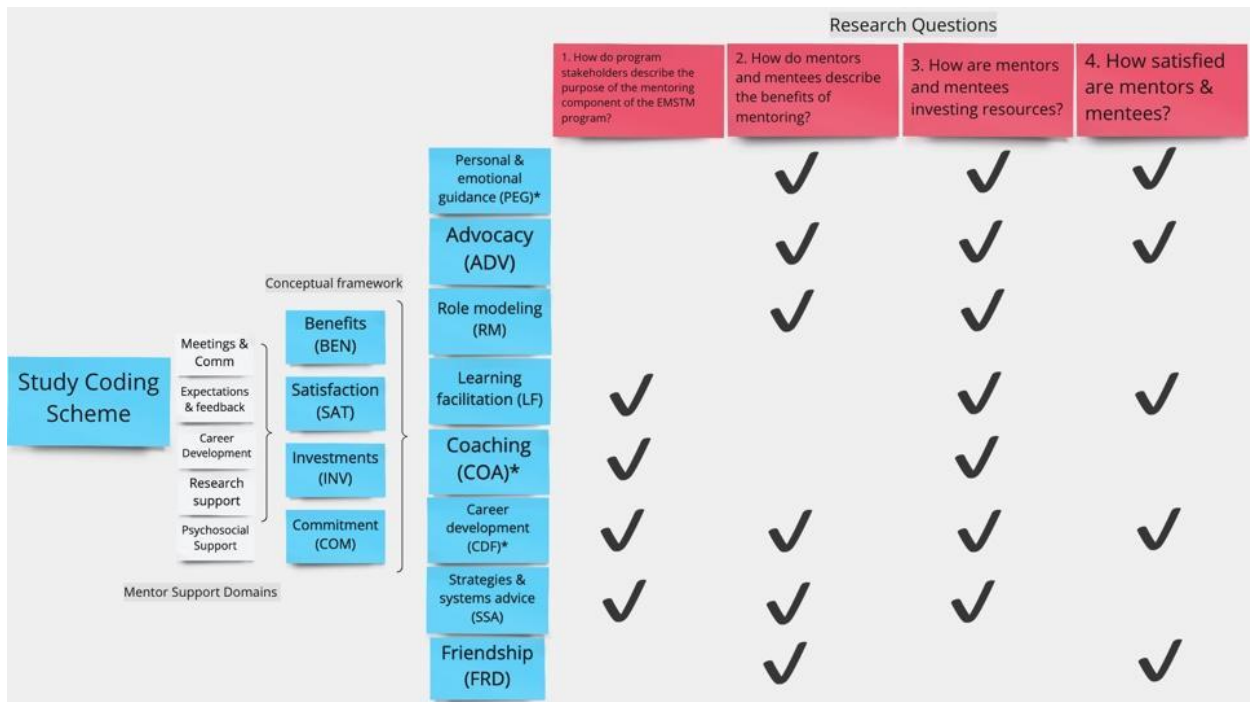 Research Questions
1. How do program
stakeholders describe the
purpose of the mentoring
component of the EMSTM
program?
2. How do mentors
and mentees describe
the benefits of
mentoring?
3. How are mentors
and mentees
investing resources?
4. How satisfied
are mentors &
mentees?
Study Coding
Scheme
Meetings &
Comm
Expectations
& feedback
Career
Development
Research
support
Psychosocial
Support
Mentor Support Domains
Conceptual framework
Benefits
(BEN)
Satisfaction
(SAT)
Investments
(INV)
Commitment
(COM)
Personal &
emotional
guidance (PEG)*
Advocacy
(ADV)
Role modeling
(RM)
Learning
facilitation (LF)
Coaching
(COA)*
Career
development
(CDF)*
Strategies &
systems advice
(SSA)
Friendship
(FRD)